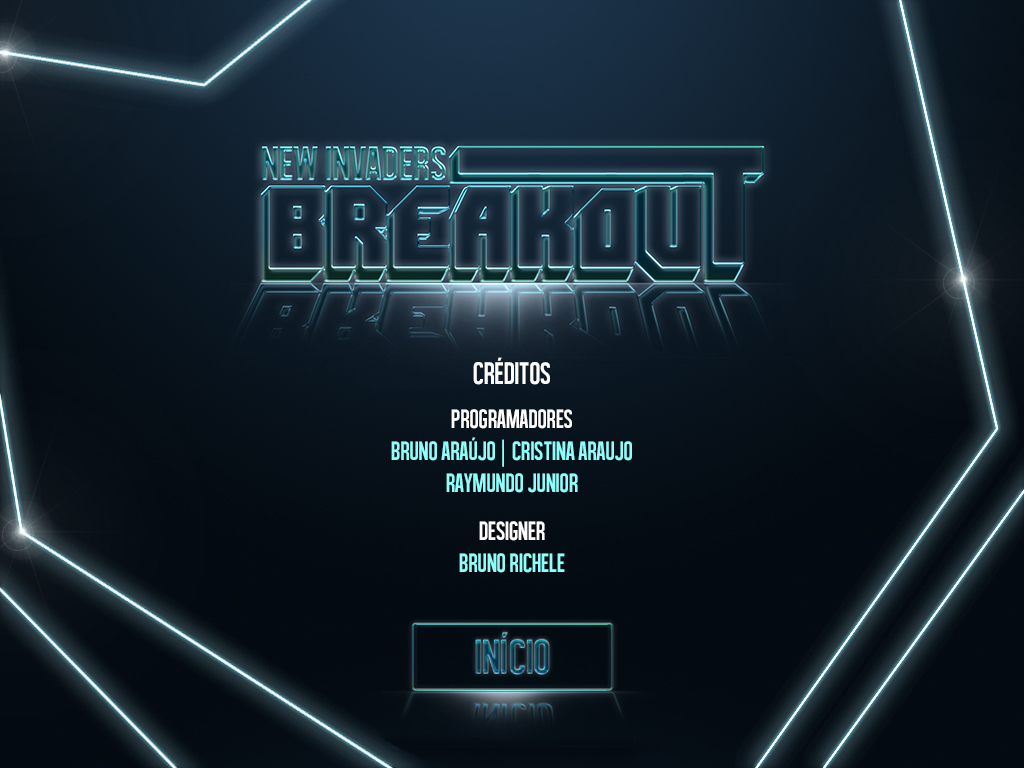 NEW INVADERS
BREAKOUT
CRÉDITOS
PROGRAMADORES
BRUNO ARAÚJO | CRISTINA ARAUJO
RAYMUNDO JUNIOR
DESIGNER
BRUNO RICHELE
INÍCIO